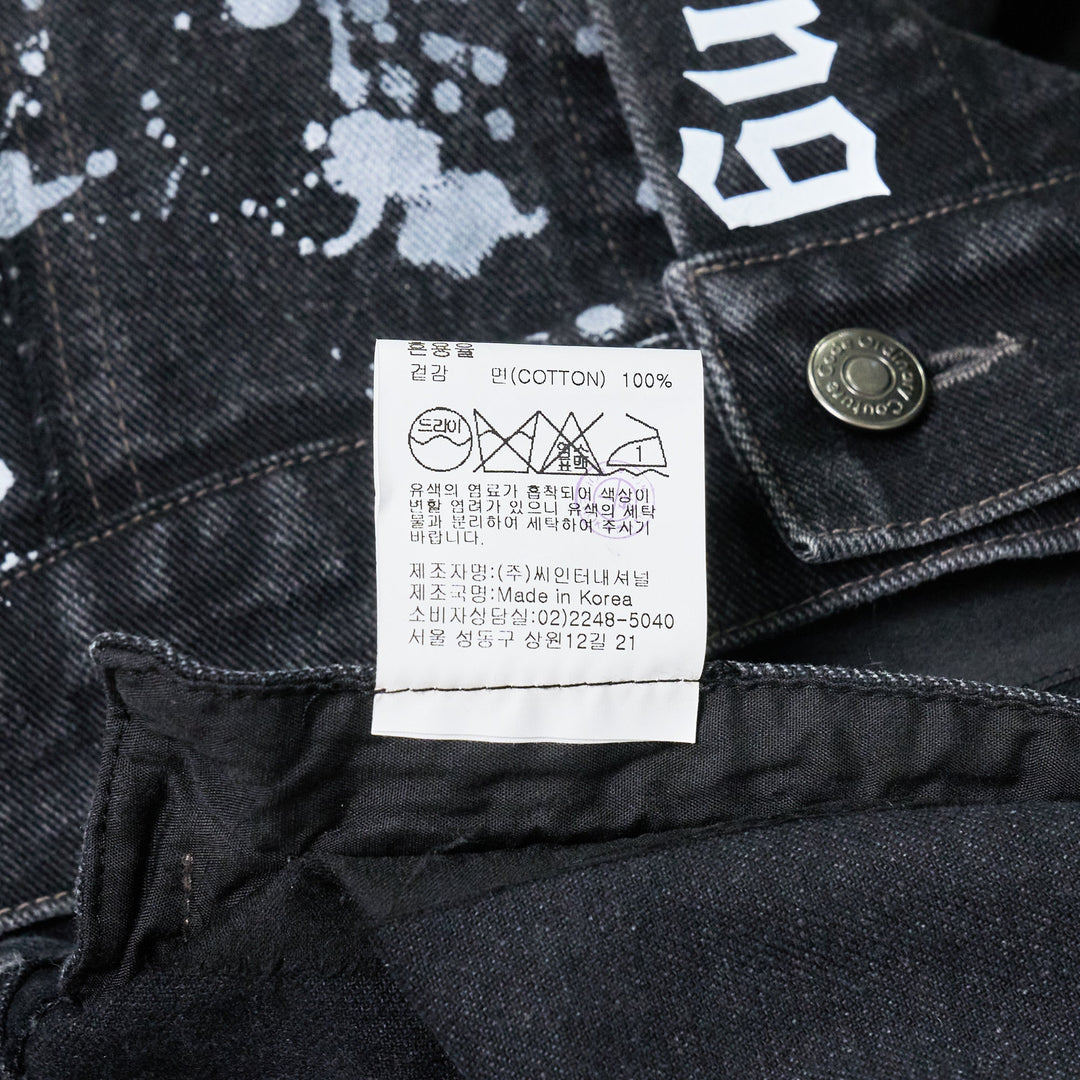 ng
Core Ordinary Couture
혼용율
겉감 면(COTTON) 100%
드라이
염소
표백
1
유색의 염료가 흡착되어 색상이
변할 염려가 있으니 유색의 세탁
물과 분리하여 세탁하여 주시기
바랍니다.
제조자명:(주)씨인터내셔널
제조국명:Made in Korea
소비자상담실:02)2248-5040
서울 성동구 상원12길 21